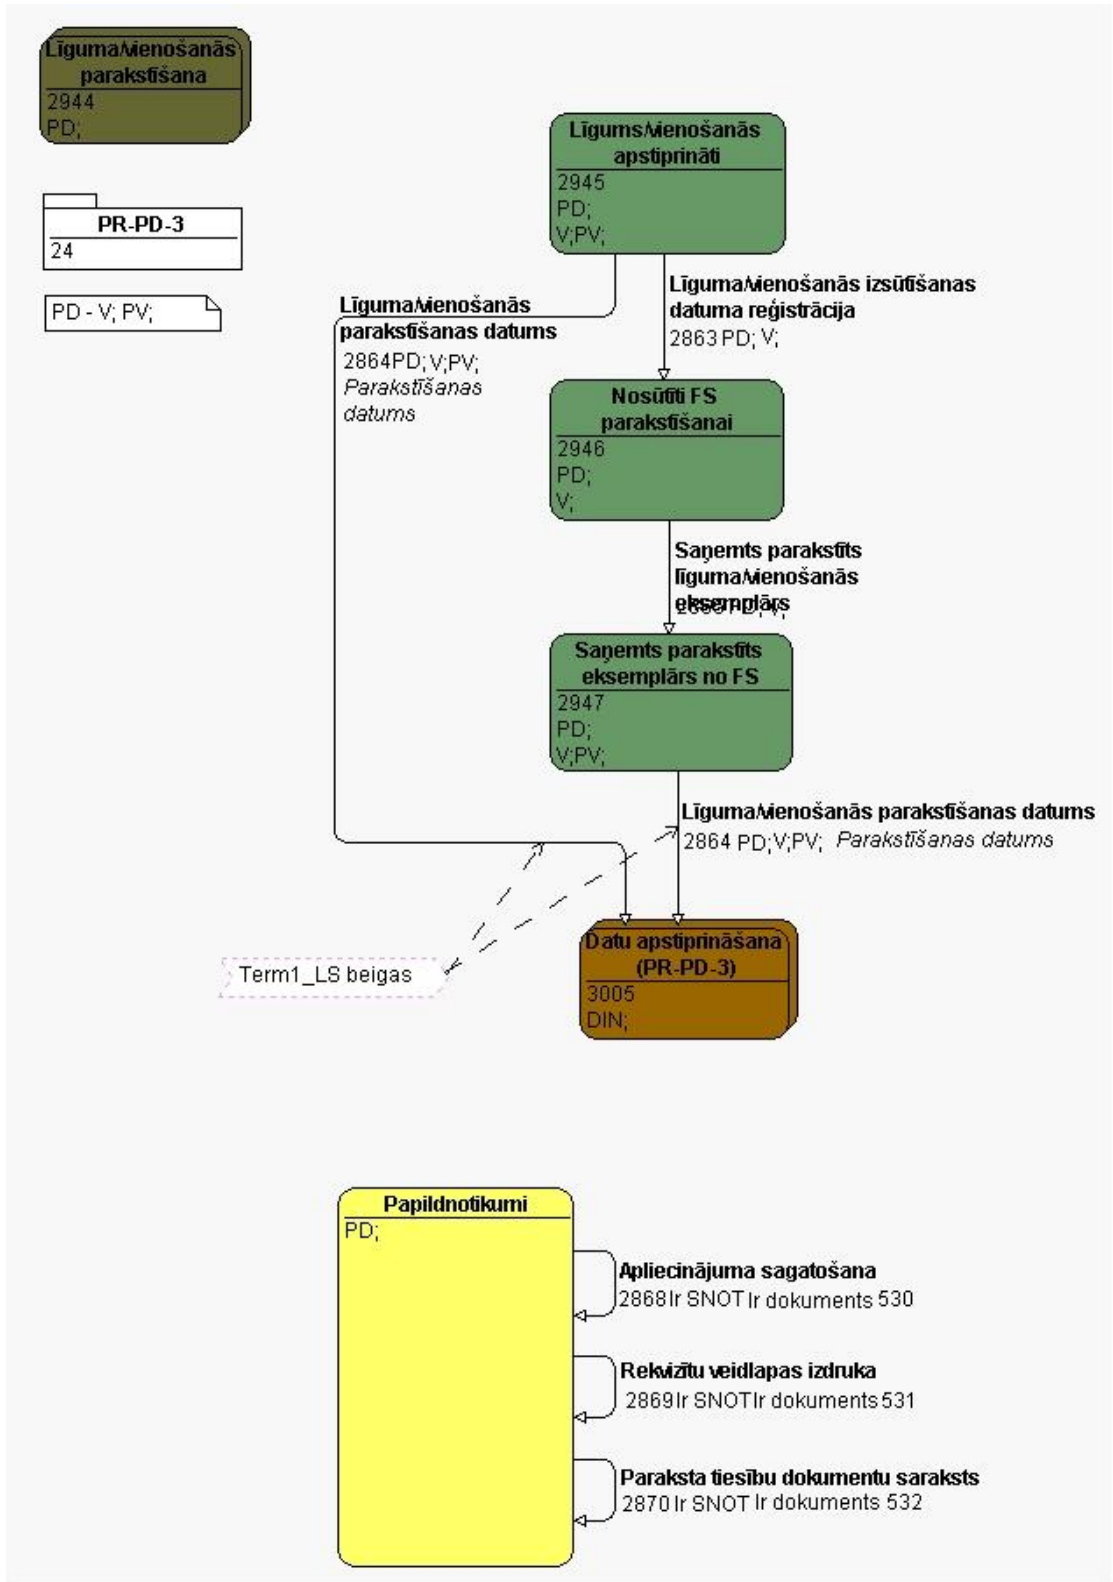 Līguma/vienošanās
parakstīšana
2944
PD;
PR-PD-3
24
PD - V; PV;
Līgums/vienošanās
apstiprināti
2945
PD;
V;PV;
Līguma/vienošanās
parakstīšanas datums
2864PD; V;PV;
Parakstīšanas
datums
Līguma/vienošanās izsūtīšanas
datuma reģistrācija
2863 PD; V;
Nosūtīti FS
parakstīšanai
2946
PD;
V;
Saņemts parakstīts
līguma/vienošanās
eksemplārs
PD; V;
Saņemts parakstīts
eksemplārs no FS
2947
PD;
V;PV;
Līguma/vienošanās parakstīšanas datums
2864 PD;V;PV; Parakstīšanas datums
Term1_LS beigas
Datu apstiprināšana
(PR-PD-3)
3005
DIN;
Papildnotikumi
PD;
Apliecinājuma sagatošana
2868 Ir SNOT Ir dokuments 530
Rekvizītu veidlapas izdruka
2869 Ir SNOT Ir dokuments 531
Paraksta tiesību dokumentu saraksts
2870 Ir SNOT Ir dokuments 532